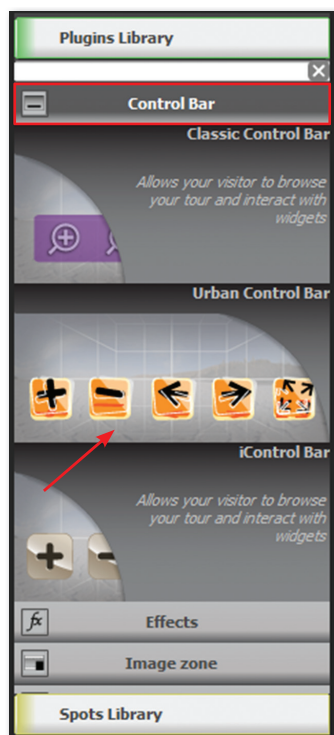 Plugins Library
Control Bar
Classic Control Bar
Allows your visitor to browse
your tour and interact with
widgets
Urban Control Bar
iControl Bar
Allows your visitor to browse
your tour and interact with
widgets
fx
Effects
Image zone
Spots Library